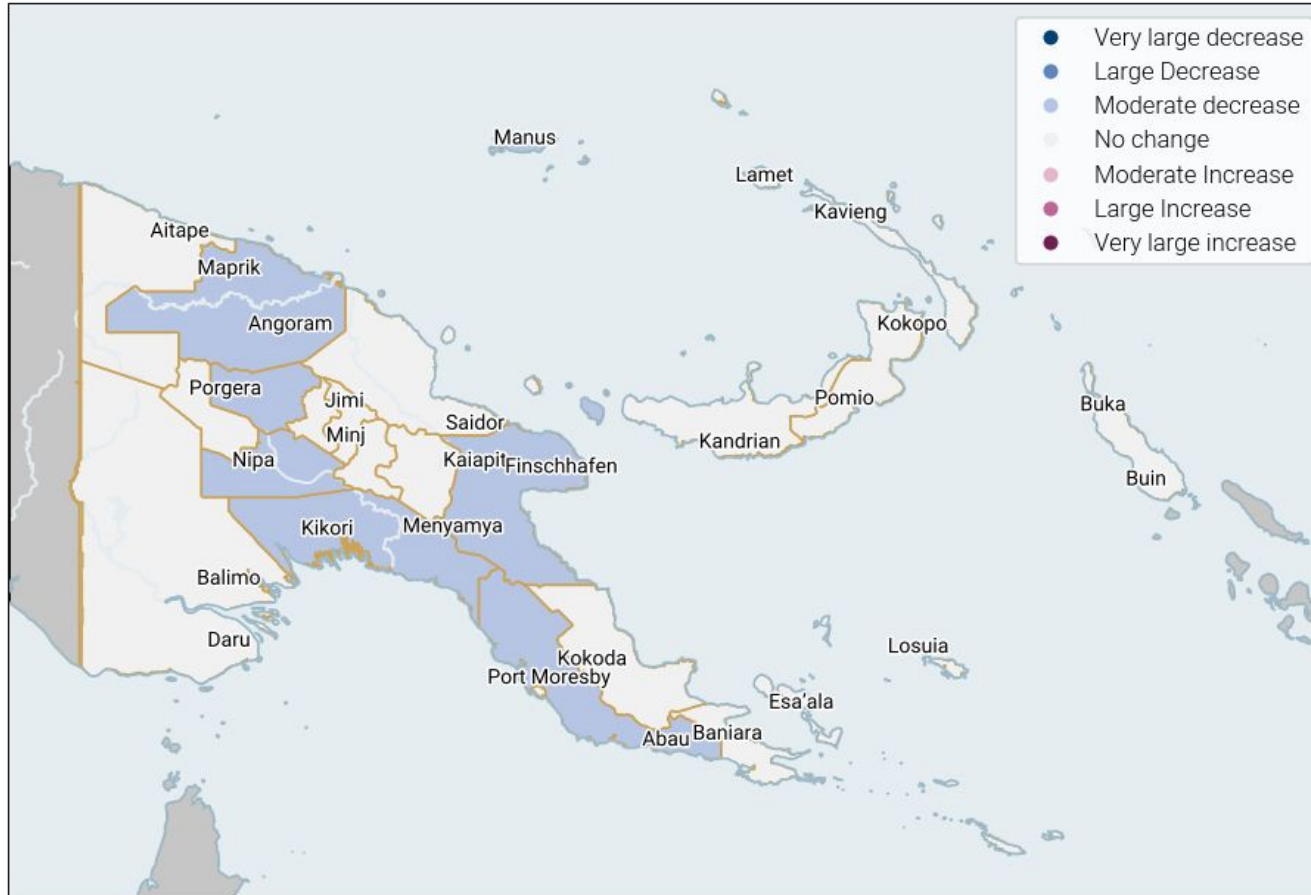 Very large decrease
Large Decrease
Moderate decrease
No change
Moderate Increase
Large Increase
Very large increase
Manus
Lamet
Kavieng
Aitape
Maprik
Angoram
Kokopo
Porgera
Jimi
Pomio
Buka
Saidor
Minj
Kandrian
Nipa
Kaiapit
Finschhafen
Buin
Kikori
Menyamya
Balimo
Daru
Losuia
Kokoda
Port Moresby
Esa'ala
Abau
Baniara